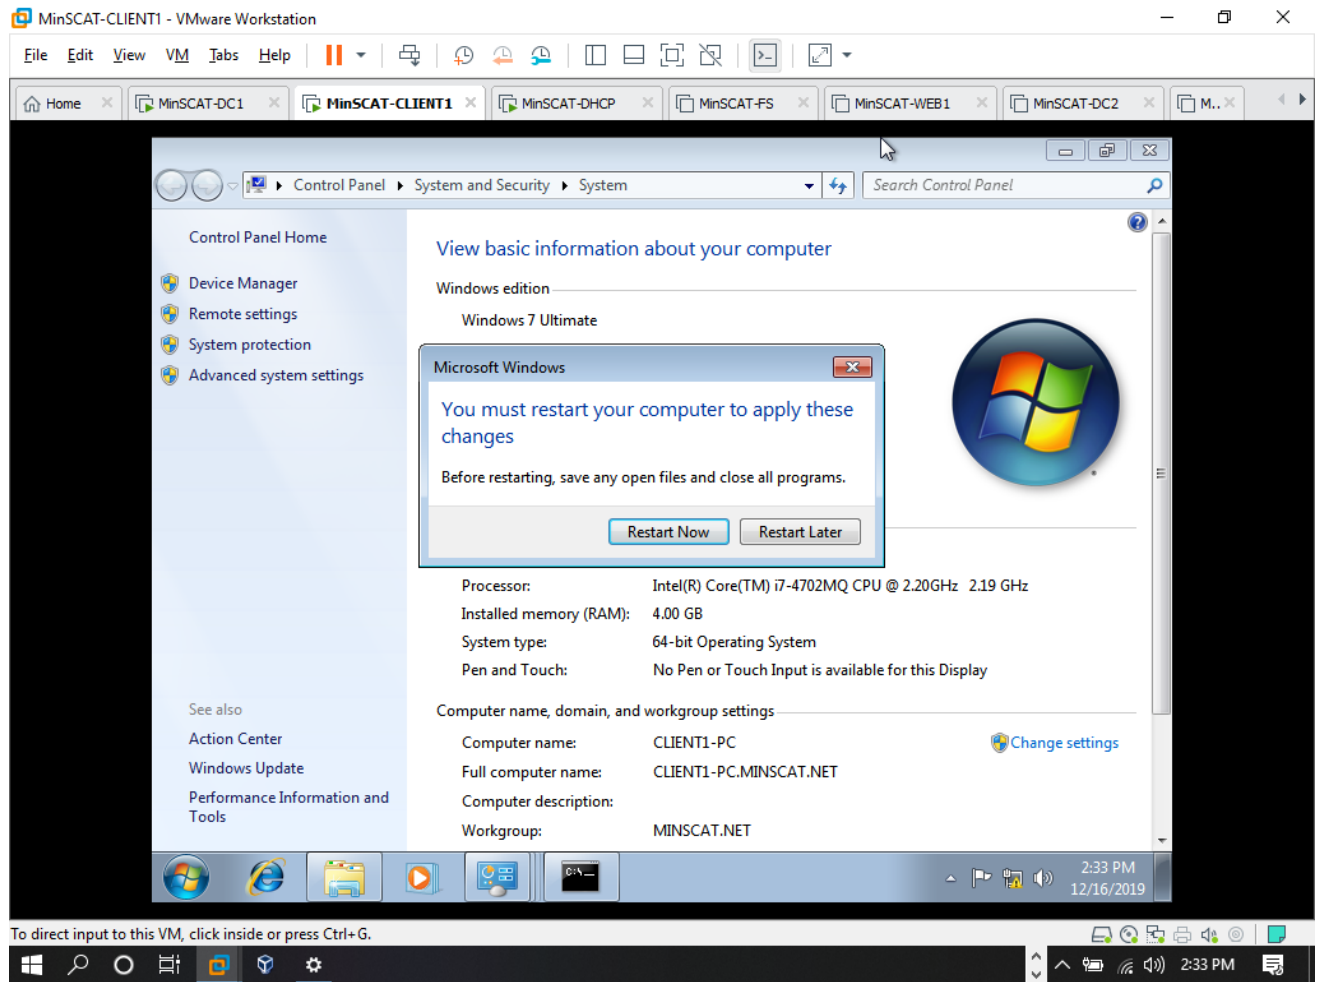 MinSCAT-CLIENT1 - VMware Workstation
File Edit View VM Tabs Help
Home MinSCAT-DC1 MinSCAT-CLIENT1 MinSCAT-DHCP MinSCAT-FS MinSCAT-WEB1 MinSCAT-DC2 M..
Control Panel System and Security System Search Control Panel
Control Panel Home
Device Manager
Remote settings
System protection
Advanced system settings
View basic information about your computer
Windows edition
Windows 7 Ultimate
Microsoft Windows
You must restart your computer to apply these
changes
Before restarting, save any open files and close all programs.
Restart Now Restart Later
Processor: Intel(R) Core(TM) i7-4702MQ CPU @ 2.20GHz 2.19 GHz
Installed memory (RAM): 4.00 GB
System type: 64-bit Operating System
Pen and Touch: No Pen or Touch Input is available for this Display
Computer name, domain, and workgroup settings
Computer name: CLIENT1-PC Change settings
Full computer name: CLIENT1-PC.MINSCAT.NET
Computer description:
Workgroup: MINSCAT.NET
See also
Action Center
Windows Update
Performance Information and
Tools
C:\_
2:33 PM
12/16/2019
To direct input to this VM, click inside or press Ctrl+G.
2:33 PM